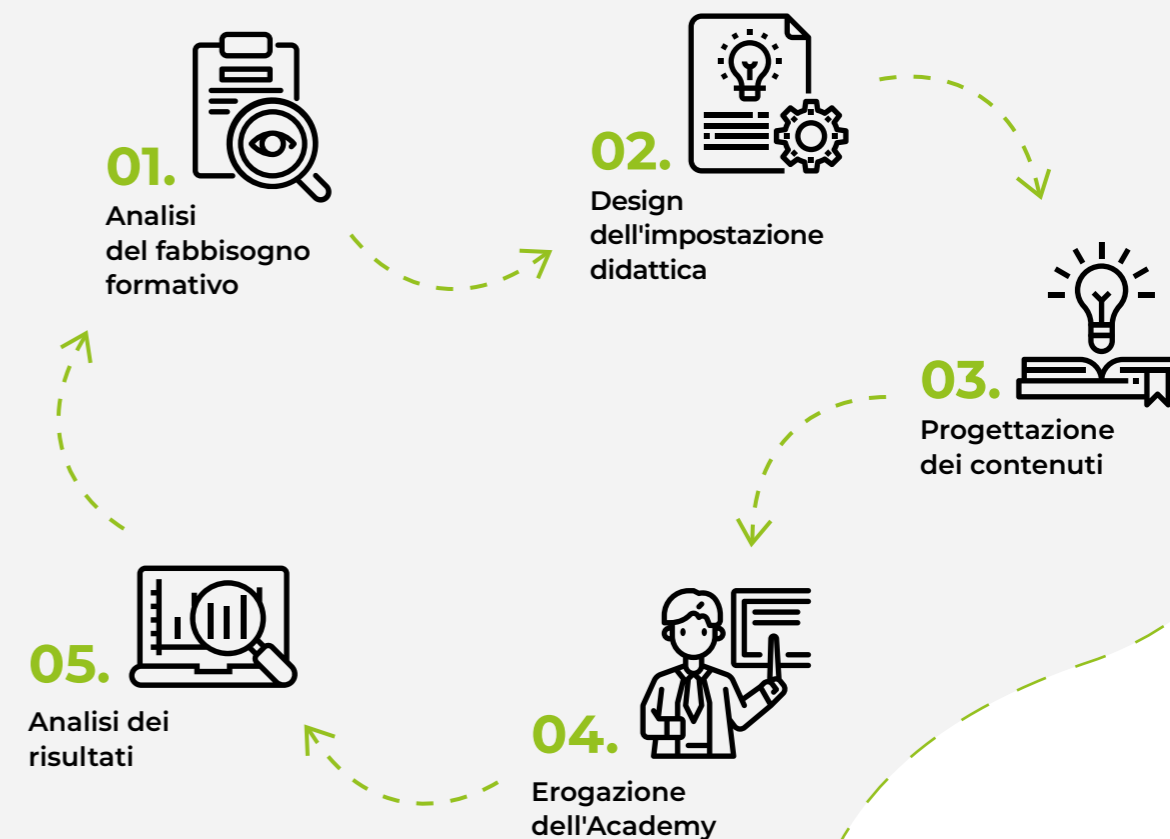 01.
Analisi
del fabbisogno
formativo
02.
Design
dell'impostazione
didattica
03.
Progettazione
dei contenuti
04.
Erogazione
dell'Academy
05.
Analisi dei
risultati